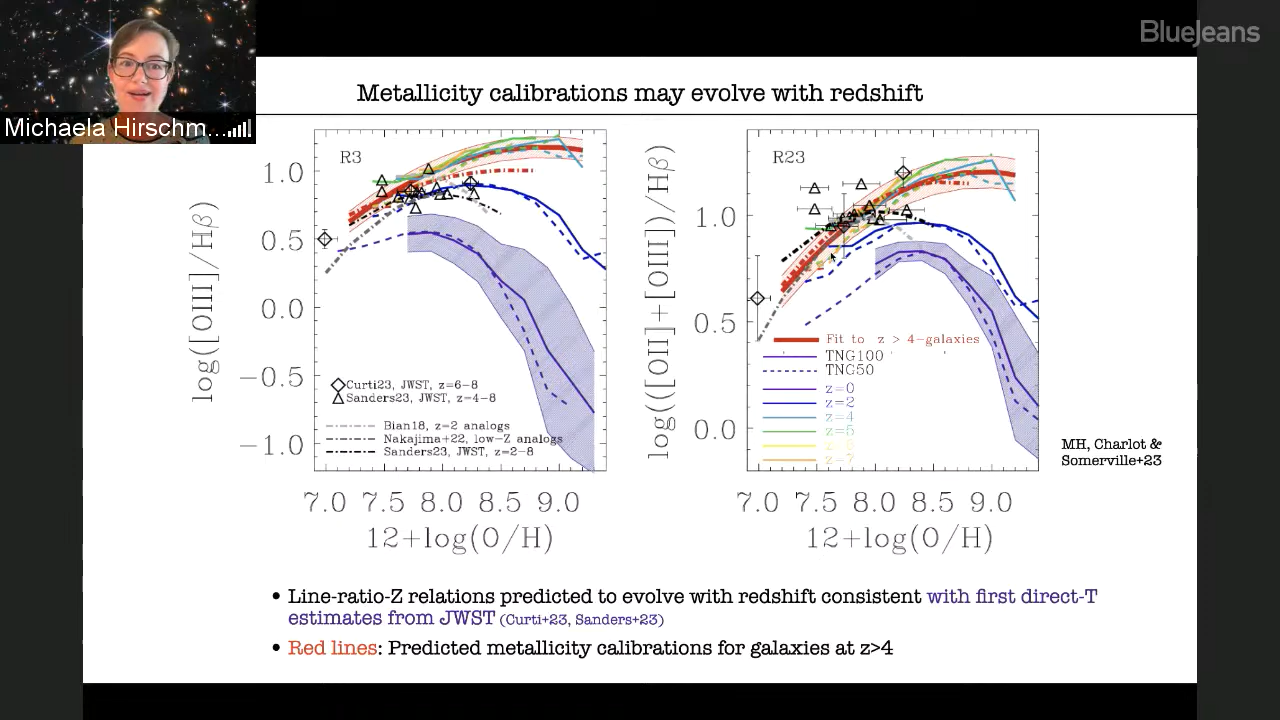 BlueJeans
Michaela Hirschm...
Metallicity calibrations may evolve with redshift
R3
log([OIII]/Hβ)
1.0
0.5
0.0
−0.5
−1.0
Curti23, JWST, z=6-8
Sanders23, JWST, z=4-8
Bian18, z=2 analogs
Nakajima+22, low-Z analogs
Sanders23, JWST, z=2-8
7.0 7.5 8.0 8.5 9.0
12+log(O/H)
R23
log(([OII]+[OIII])/Hβ)
1.0
0.5
0.0
Fit to z > 4-galaxies
TNG100
TNG50
z=0
z=2
z=4
z=5
z=6
z=7
7.0 7.5 8.0 8.5 9.0
12+log(O/H)
MH, Charlot &
Somerville+23
• Line-ratio-Z relations predicted to evolve with redshift consistent with first direct-T
estimates from JWST (Curti+23, Sanders+23)
• Red lines: Predicted metallicity calibrations for galaxies at z>4